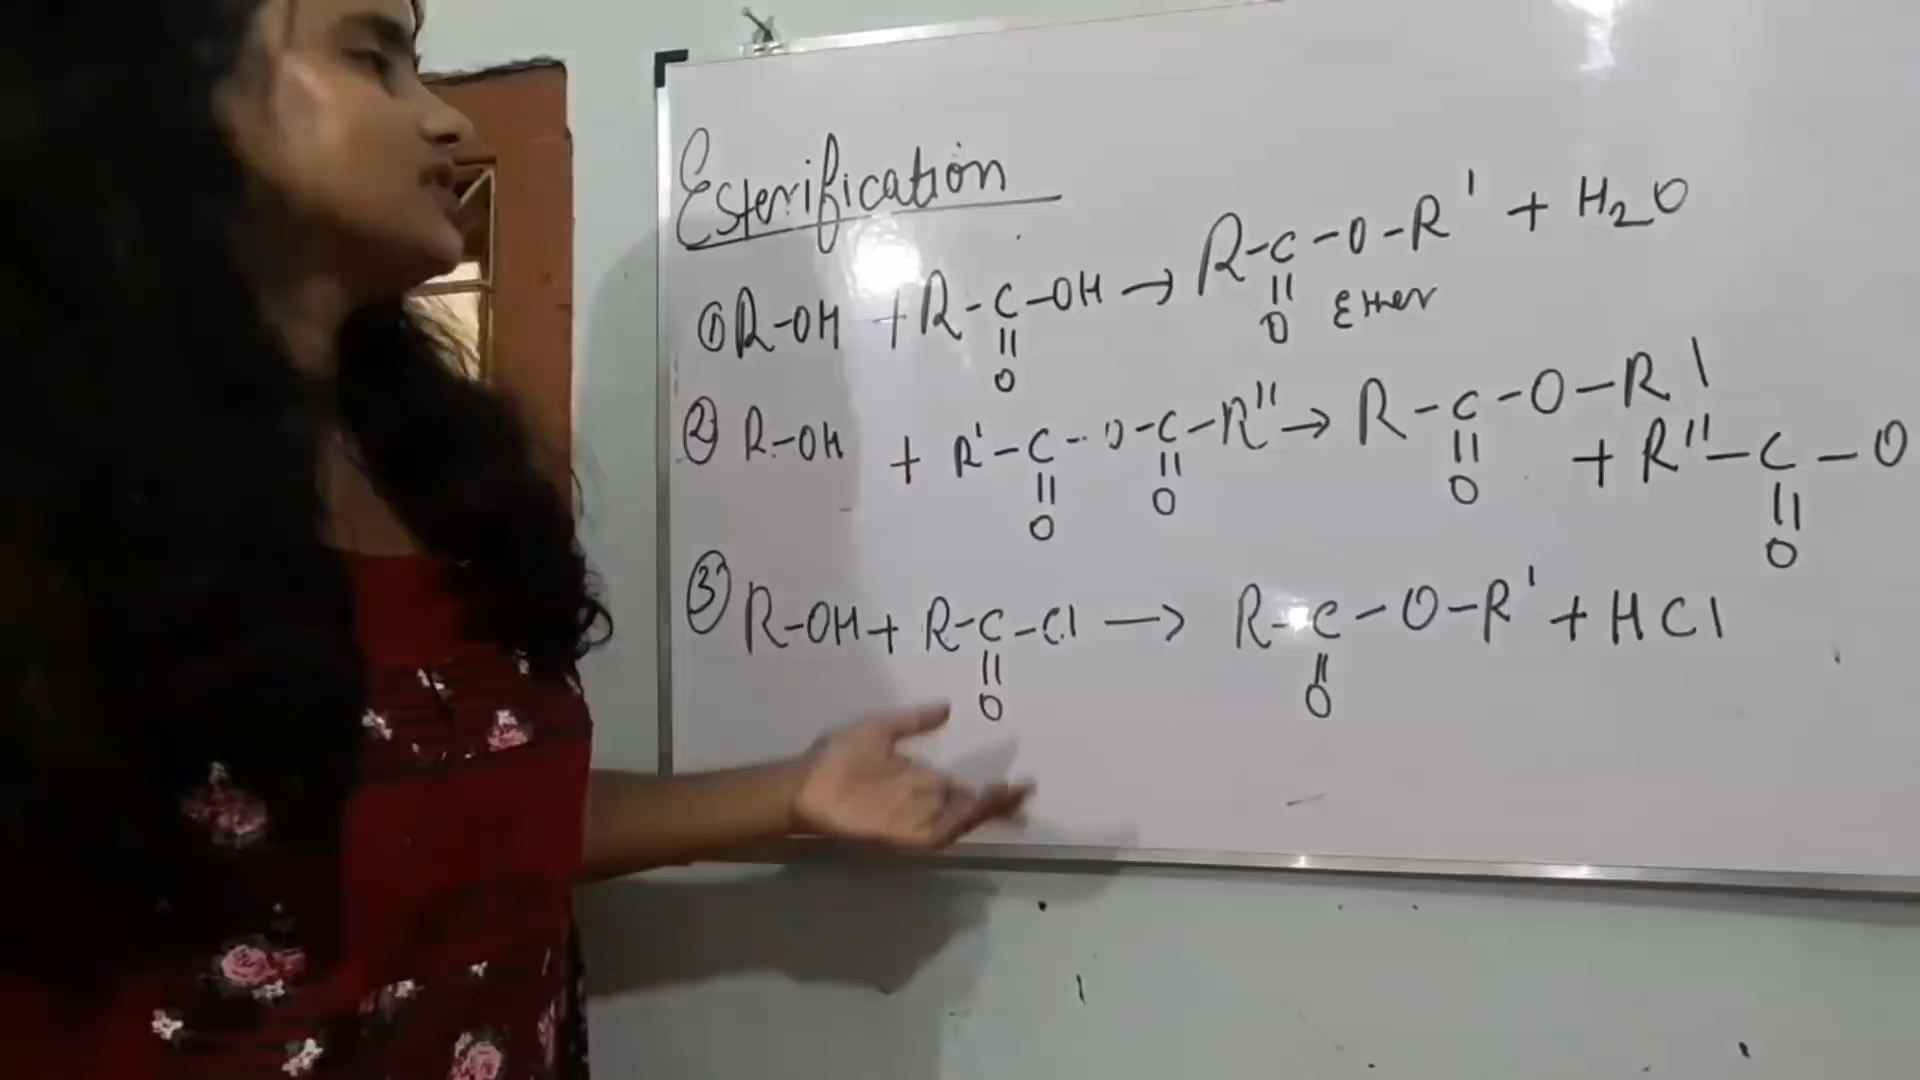 Esterification
① R-OH + R-C-OH → R-C-O-R' + H2O
|| ||
O O Ether
② R-OH + R'-C-O-C-R'' → R-C-O-R' + R''-C-O
|| || || ||
O O O O
③ R-OH + R-C-Cl → R-C-O-R' + HCl
|| ||
O O